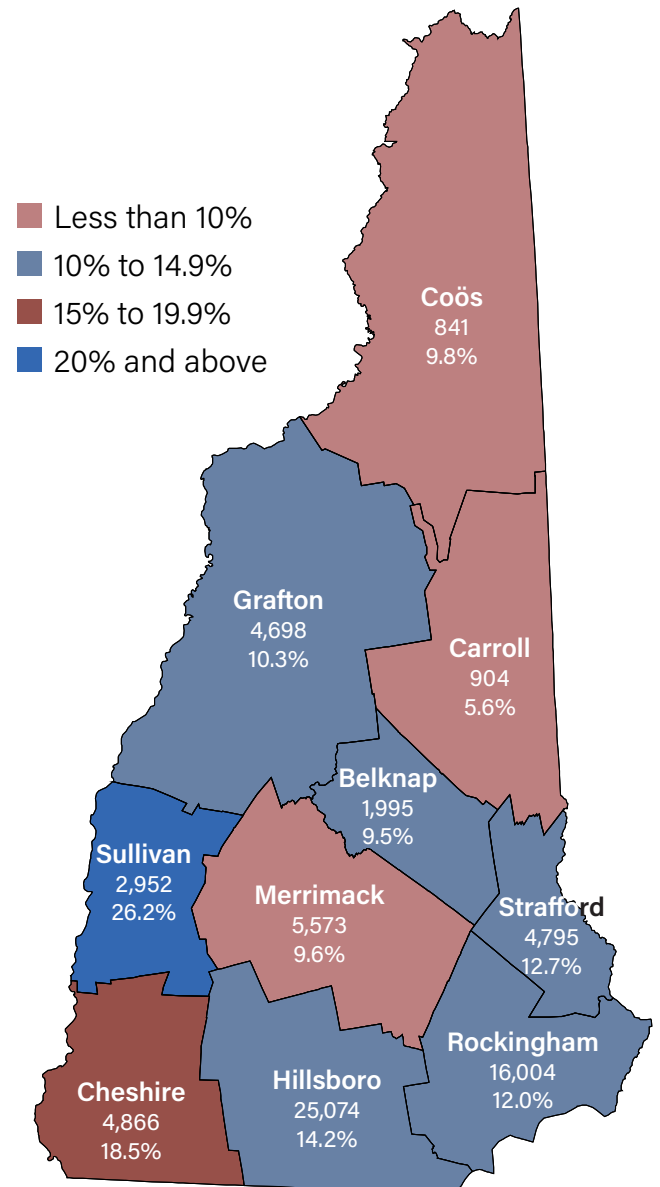 Less than 10%
10% to 14.9%
15% to 19.9%
20% and above
Coös
841
9.8%
Grafton
4,698
10.3%
Carroll
904
5.6%
Belknap
1,995
9.5%
Sullivan
2,952
26.2%
Merrimack
5,573
9.6%
Strafford
4,795
12.7%
Rockingham
16,004
12.0%
Hillsboro
25,074
14.2%
Cheshire
4,866
18.5%